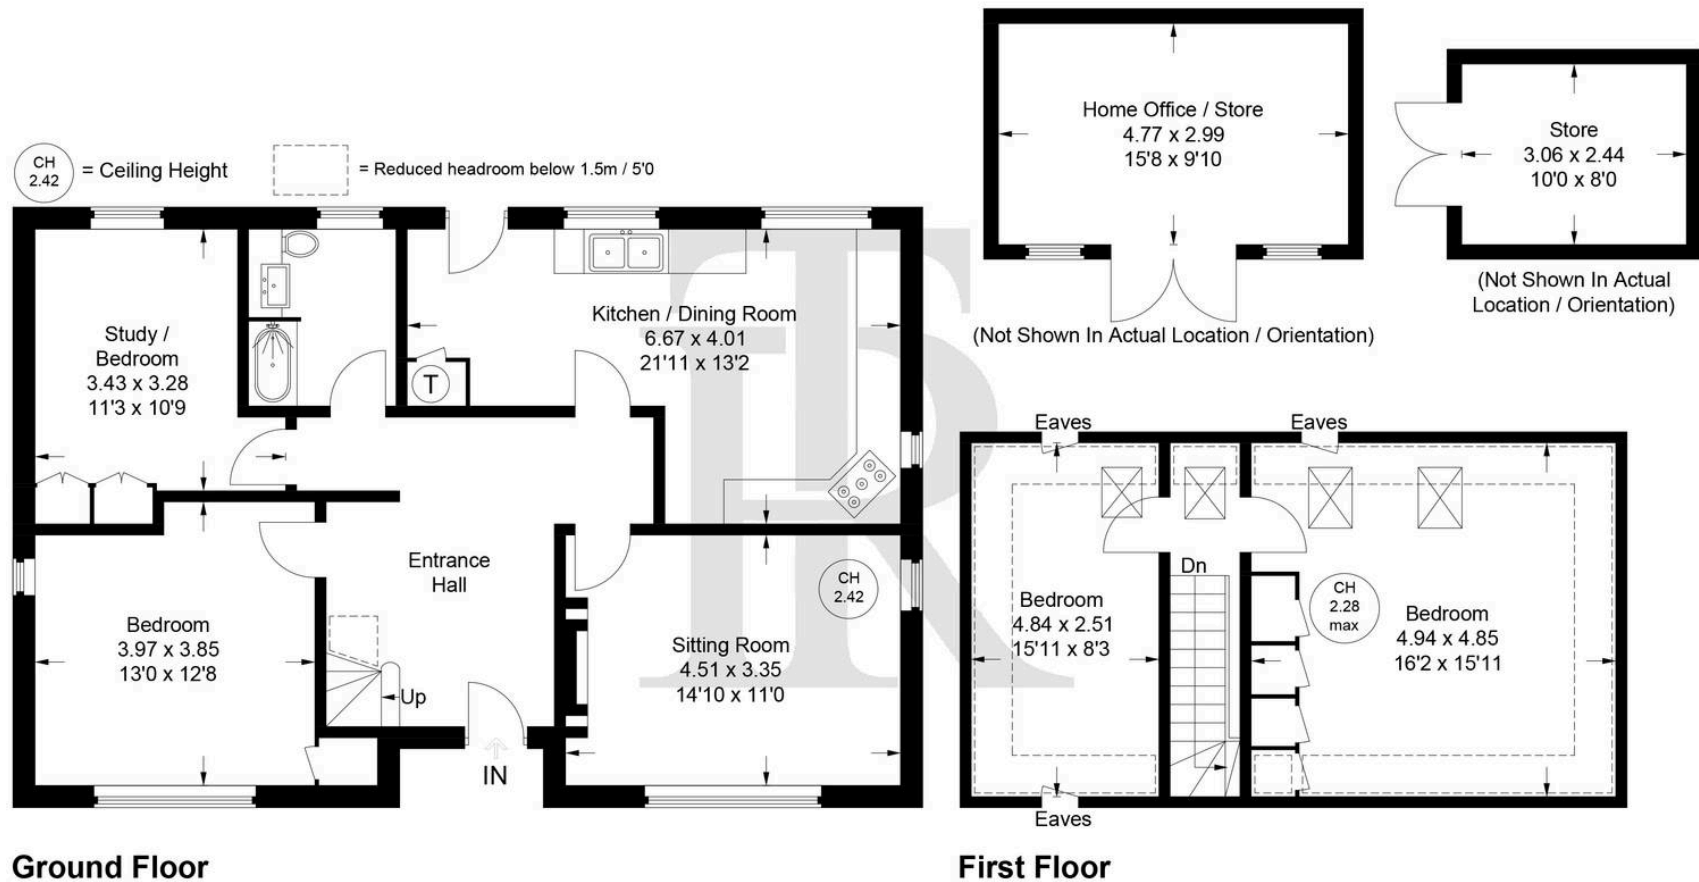 CH
2.42
= Ceiling Height
= Reduced headroom below 1.5m / 5'0
Home Office / Store
4.77 x 2.99
15'8 x 9'10
(Not Shown In Actual Location / Orientation)
Store
3.06 x 2.44
10'0 x 8'0
(Not Shown In Actual
Location / Orientation)
Study /
Bedroom
3.43 x 3.28
11'3 x 10'9
Kitchen / Dining Room
6.67 x 4.01
21'11 x 13'2
T
Entrance
Hall
Bedroom
3.97 x 3.85
13'0 x 12'8
Up
IN
CH
2.42
Sitting Room
4.51 x 3.35
14'10 x 11'0
Eaves
Eaves
Dn
Bedroom
4.84 x 2.51
15'11 x 8'3
CH
2.28
max
Bedroom
4.94 x 4.85
16'2 x 15'11
Eaves
Ground Floor
First Floor
TR